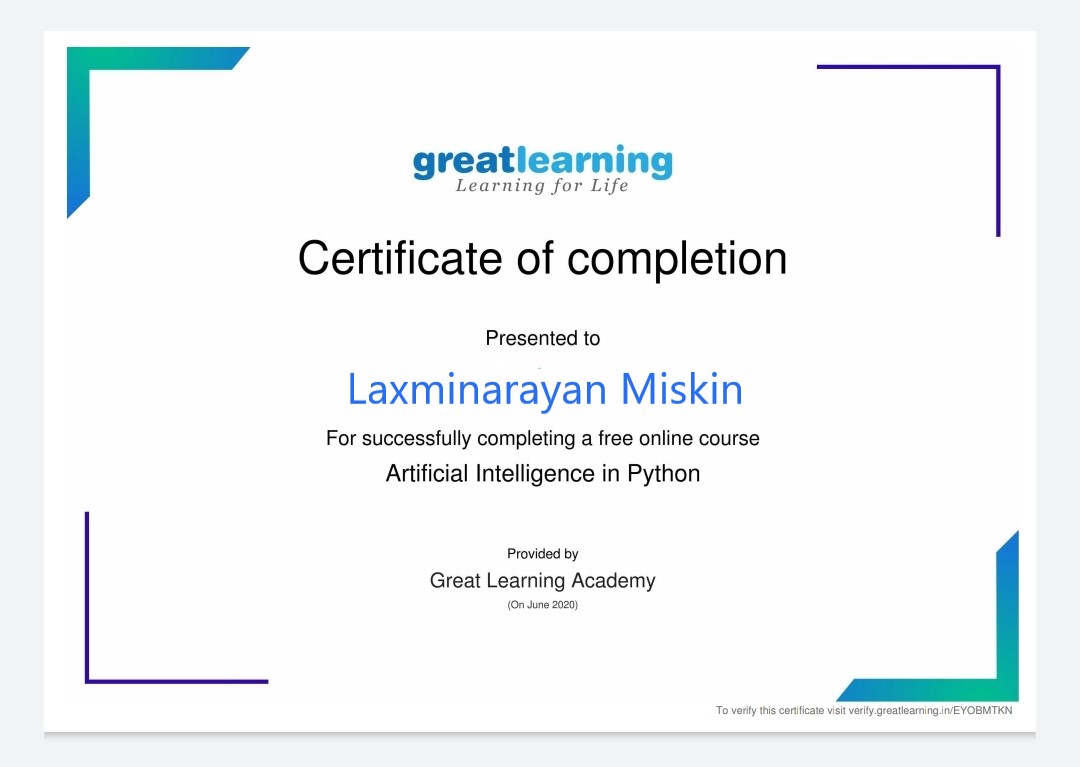 greatlearning
Learning for Life
Certificate of completion
Presented to
Laxminarayan Miskin
For successfully completing a free online course
Artificial Intelligence in Python
Provided by
Great Learning Academy
(On June 2020)
To verify this certificate visit verify.greatlearning.in/EYOBMTKN